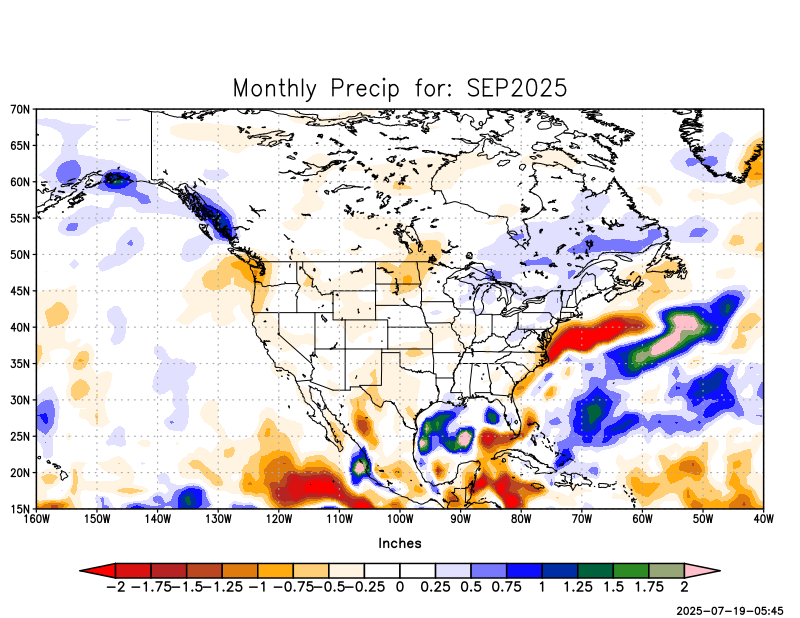 Monthly Precip for: SEP2025
70N
65N
60N
55N
50N
45N
40N
35N
30N
25N
20N
15N
160W 150W 140W 130W 120W 110W 100W 90W 80W 70W 60W 50W 40W
Inches
-2 -1.75 -1.5 -1.25 -1 -0.75 -0.5 -0.25 0 0.25 0.5 0.75 1 1.25 1.5 1.75 2
2025-07-19-05:45